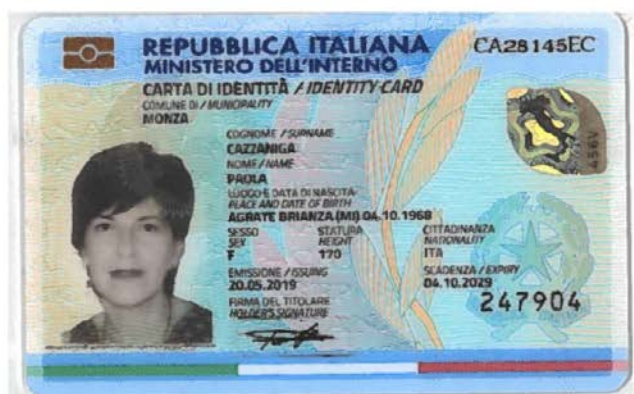 REPUBBLICA ITALIANA
CA28145EC
MINISTERO DELL'INTERNO
CARTA DI IDENTITÀ / IDENTITY CARD
COMUNE DI / MUNICIPALITY
MONZA
COGNOME / SURNAME
CAZZANIGA
NOME / NAME
PAOLA
LUOGO E DATA DI NASCITA
PLACE AND DATE OF BIRTH
AGRATE BRIANZA (MI) 04.10.1968
SESSO STATURA CITTADINANZA
SEX HEIGHT NATIONALITY
F 170 ITA
EMISSIONE / ISSUING SCADENZA / EXPIRY
20.05.2019 04.10.2029
FIRMA DEL TITOLARE
HOLDER'S SIGNATURE
247904